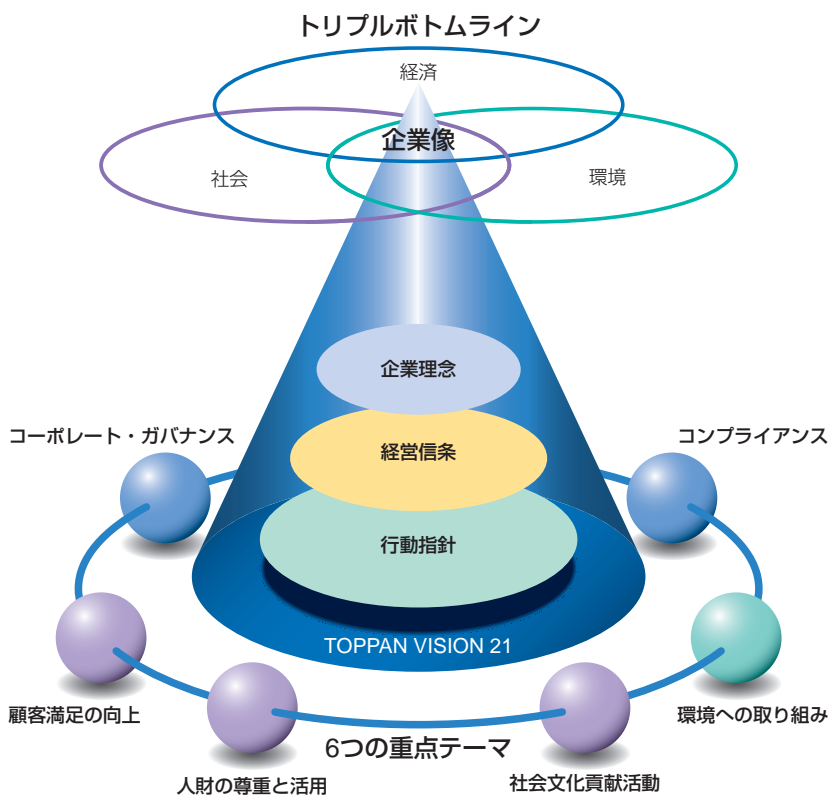 トリプルボトムライン
経済
企業像
社会
環境
企業理念
コーポレート・ガバナンス
コンプライアンス
経営信条
行動指針
TOPPAN VISION 21
顧客満足の向上
環境への取り組み
6つの重点テーマ
人財の尊重と活用
社会文化貢献活動